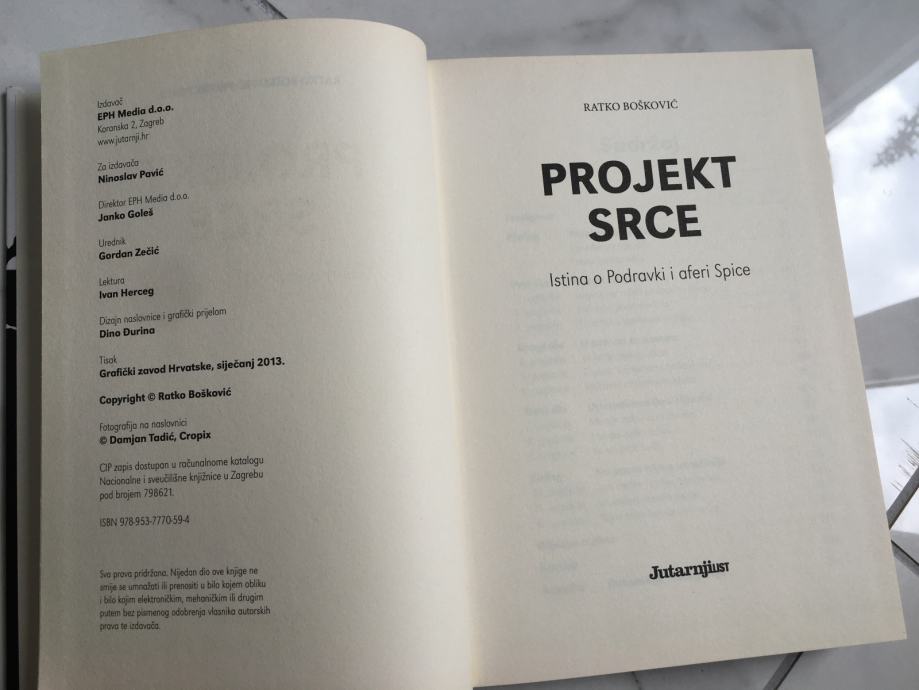 Izdavač
EPH Media d.o.o.
Koranska 2, Zagreb
www.jutarnji.hr
Za izdavača
Ninoslav Pavić
Direktor EPH Media d.o.o.
Janko Goleš
Urednik
Gordan Zečić
Lektura
Ivan Herceg
Dizajn naslovnice i grafički prijelom
Dino Đurina
Tisak
Grafički zavod Hrvatske, siječanj 2013.
Copyright © Ratko Bošković
Fotografija na naslovnici
© Damjan Tadić, Cropix
CIP zapis dostupan u računalnome katalogu
Nacionalne i sveučilišne knjižnice u Zagrebu
pod brojem 798621.
ISBN 978-953-7770-59-4
Sva prava pridržana. Nijedan dio ove knjige ne
smije se umnažati ili prenositi u bilo kojem obliku
i bilo kojim elektroničkim, mehaničkim ili drugim
putem bez pismenog odobrenja vlasnika autorskih
prava te izdavača.
RATKO BOŠKOVIĆ
PROJEKT
SRCE
Istina o Podravki i aferi Spice
Jutarnji LIST